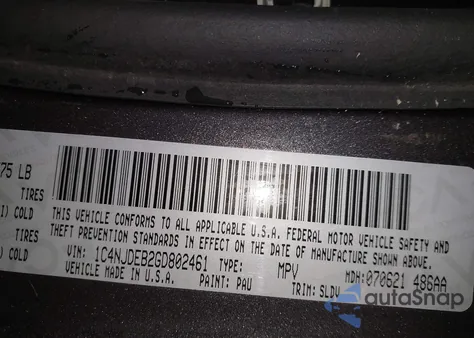 75 LB
TIRES
I) COLD
TIRES
I) COLD
THIS VEHICLE CONFORMS TO ALL APPLICABLE U.S.A. FEDERAL MOTOR VEHICLE SAFETY AND
THEFT PREVENTION STANDARDS IN EFFECT ON THE DATE OF MANUFACTURE SHOWN ABOVE.
VIN: 1C4NJDEB2GD802461 TYPE: MPV MDH: 070621 486AA
VEHICLE MADE IN U.S.A. PAINT: PAU TRIM: SLDV
autoSnap